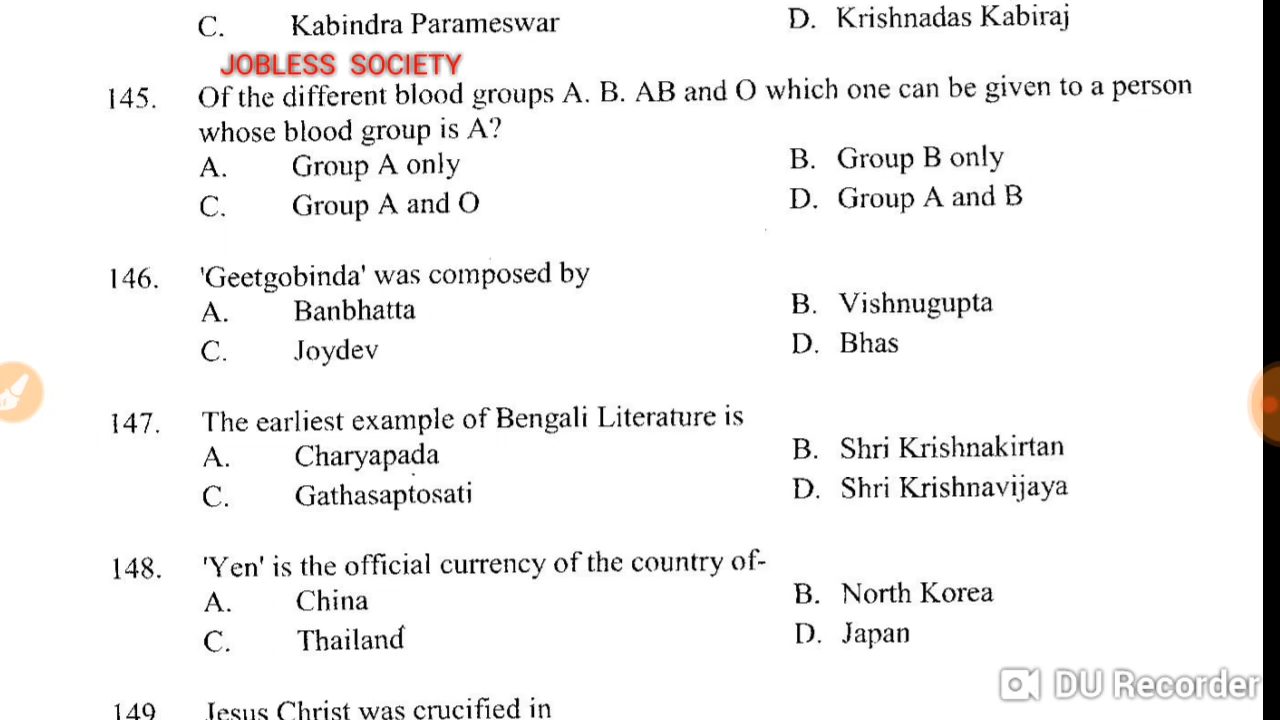 C. Kabindra Parameswar D. Krishnadas Kabiraj
JOBLESS SOCIETY
145. Of the different blood groups A. B. AB and O which one can be given to a person
whose blood group is A?
A. Group A only B. Group B only
C. Group A and O D. Group A and B
146. 'Geetgobinda' was composed by
A. Banbhatta B. Vishnugupta
C. Joydev D. Bhas
147. The earliest example of Bengali Literature is
A. Charyapada B. Shri Krishnakirtan
C. Gathasaptosati D. Shri Krishnavijaya
148. 'Yen' is the official currency of the country of-
A. China B. North Korea
C. Thailand D. Japan
DU Recorder
149 Jesus Christ was crucified in